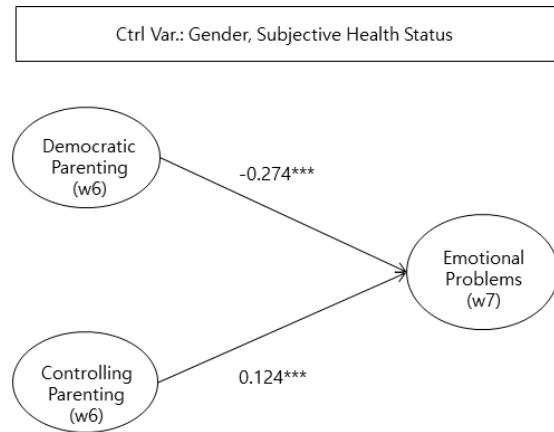 Ctrl Var.: Gender, Subjective Health Status
Democratic
Parenting
(w6)
-0.274***
Emotional
Problems
(w7)
Controlling
Parenting
(w6)
0.124***